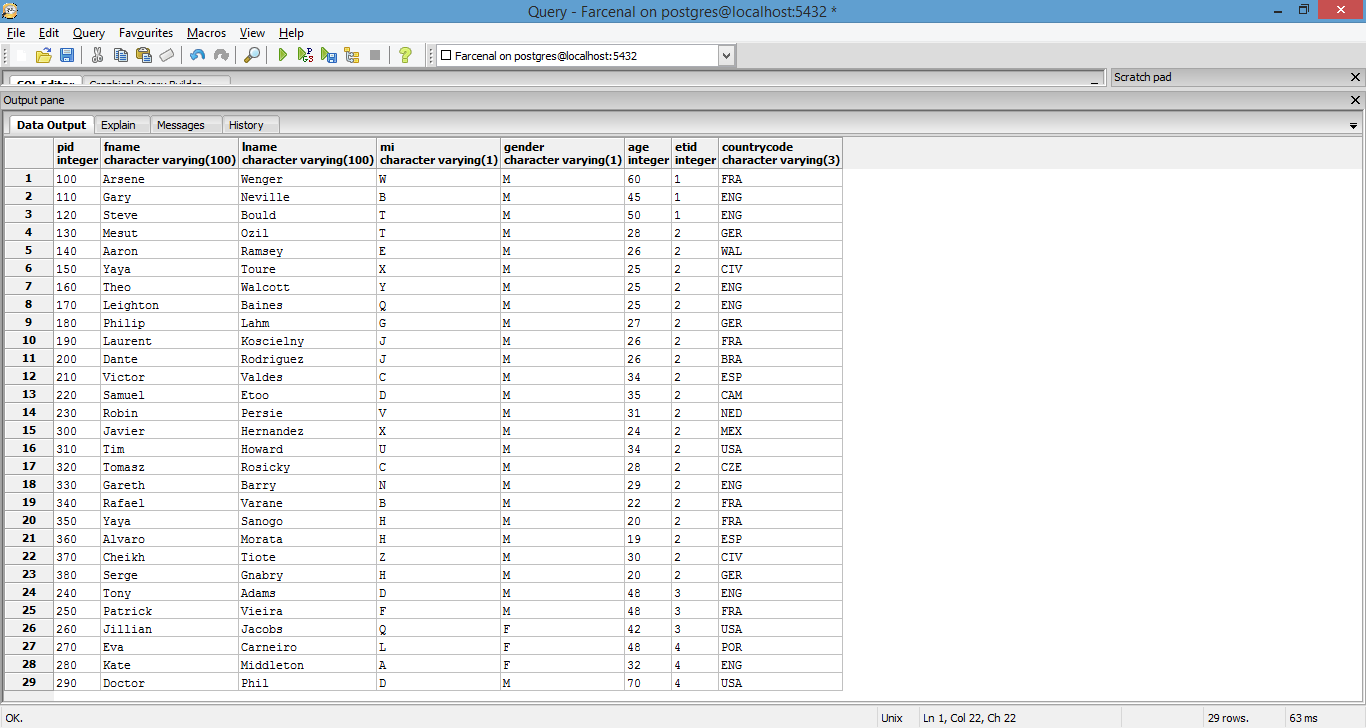 Query - Farcenal on postgres@localhost:5432 *
File Edit Query Favourites Macros View Help
Farcenal on postgres@localhost:5432
SQL Editor Graphical Query Builder Scratch pad
Output pane
Data Output Explain Messages History
pid fname lname mi gender age etid countrycode
integer character varying(100) character varying(100) character varying(1) character varying(1) integer integer character varying(3)
1 100 Arsene Wenger W M 60 1 FRA
2 110 Gary Neville B M 45 1 ENG
3 120 Steve Bould T M 50 1 ENG
4 130 Mesut Ozil T M 28 2 GER
5 140 Aaron Ramsey E M 26 2 WAL
6 150 Yaya Toure X M 25 2 CIV
7 160 Theo Walcott Y M 25 2 ENG
8 170 Leighton Baines Q M 25 2 ENG
9 180 Philip Lahm G M 27 2 GER
10 190 Laurent Koscielny J M 26 2 FRA
11 200 Dante Rodriguez J M 26 2 BRA
12 210 Victor Valdes C M 34 2 ESP
13 220 Samuel Etoo D M 35 2 CAM
14 230 Robin Persie V M 31 2 NED
15 300 Javier Hernandez X M 24 2 MEX
16 310 Tim Howard U M 34 2 USA
17 320 Tomasz Rosicky C M 28 2 CZE
18 330 Gareth Barry N M 29 2 ENG
19 340 Rafael Varane B M 22 2 FRA
20 350 Yaya Sanogo H M 20 2 FRA
21 360 Alvaro Morata H M 19 2 ESP
22 370 Cheikh Tiote Z M 30 2 CIV
23 380 Serge Gnabry H M 20 2 GER
24 240 Tony Adams D M 48 3 ENG
25 250 Patrick Vieira F M 48 3 FRA
26 260 Jillian Jacobs Q F 42 3 USA
27 270 Eva Carneiro L F 48 4 POR
28 280 Kate Middleton A F 32 4 ENG
29 290 Doctor Phil D M 70 4 USA
OK. Unix Ln 1, Col 22, Ch 22 29 rows. 63 ms